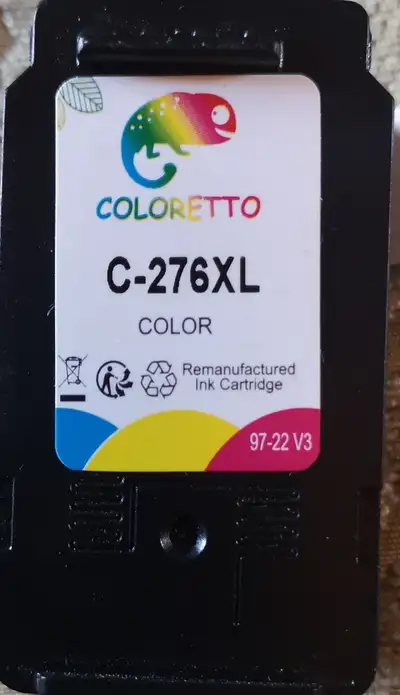 COLORETTO
C-276XL
COLOR
Remanufactured
Ink Cartridge
97-22 V3